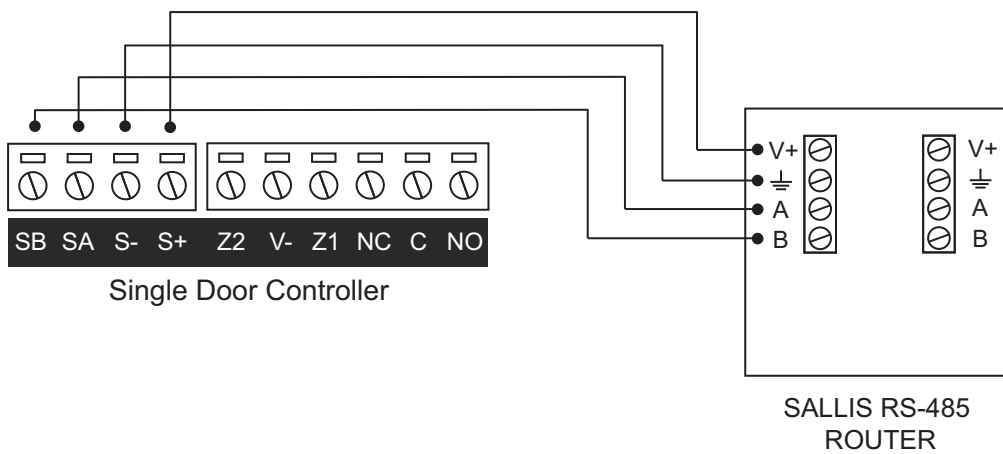 V+ V+
A A
B B
SB SA S- S+ Z2 V- Z1 NC C NO
Single Door Controller
SALLIS RS-485
ROUTER